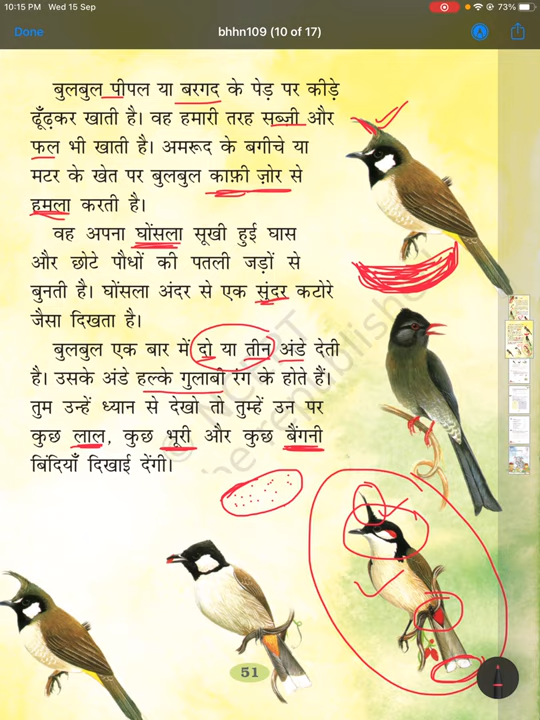 10:15 PM Wed 15 Sep 73%
Done bhhn109 (10 of 17)
बुलबुल पीपल या बरगद के पेड़ पर कीड़े
ढूँढ़कर खाती है। वह हमारी तरह सब्ज़ी और
फल भी खाती है। अमरूद के बगीचे या
मटर के खेत पर बुलबुल काफ़ी ज़ोर से
हमला करती है।
वह अपना घोंसला सूखी हुई घास
और छोटे पौधों की पतली जड़ों से
बुनती है। घोंसला अंदर से एक सुंदर कटोरे
जैसा दिखता है।
बुलबुल एक बार में दो या तीन अंडे देती
है। उसके अंडे हल्के गुलाबी रंग के होते हैं।
तुम उन्हें ध्यान से देखो तो तुम्हें उन पर
कुछ लाल, कुछ भूरी और कुछ बैंगनी
बिंदियाँ दिखाई देंगी।
51